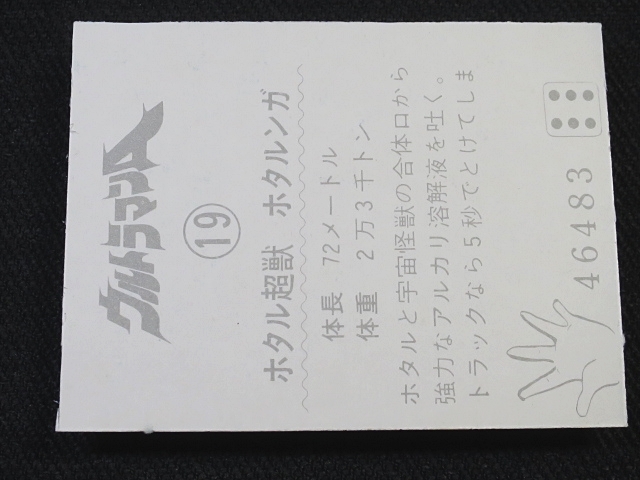 ウルトラマンA
19
ホタル超獣 ホタルンガ
体長 72メートル
体重 2万3千トン
ホタルと宇宙怪獣の合体口から
強力なアルカリ溶解液を吐く。
トラックなら5秒でとけてしま
46483